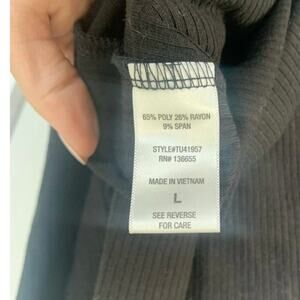 65% POLY 26% RAYON
9% SPAN
STYLE#TU41957
RN# 136655
MADE IN VIETNAM
L
SEE REVERSE
FOR CARE